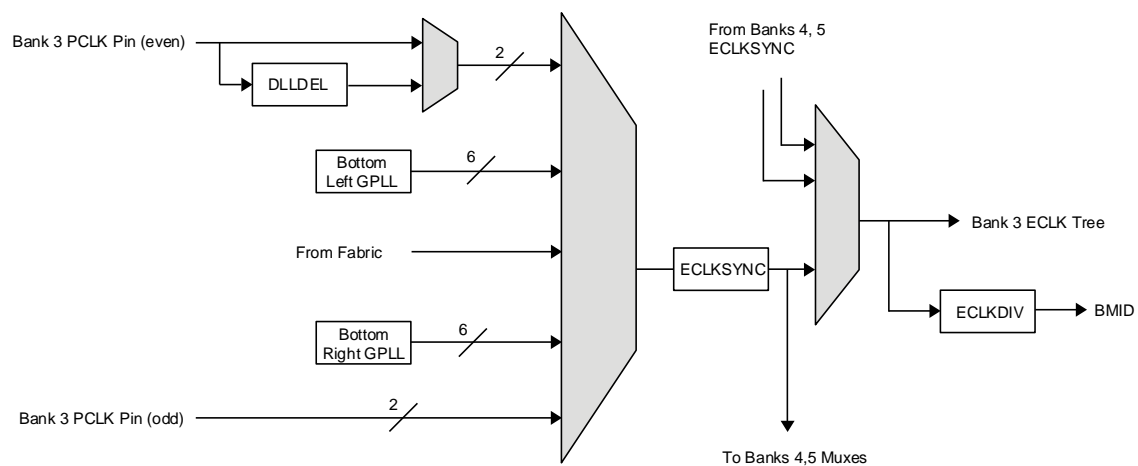 Bank 3 PCLK Pin (even)
DLLDEL
2
From Banks 4, 5
ECLKSYNC
Bottom
Left GPLL
6
From Fabric
ECLKSYNC
Bank 3 ECLK Tree
ECLKDIV
BMID
Bottom
Right GPLL
6
Bank 3 PCLK Pin (odd)
2
To Banks 4,5 Muxes